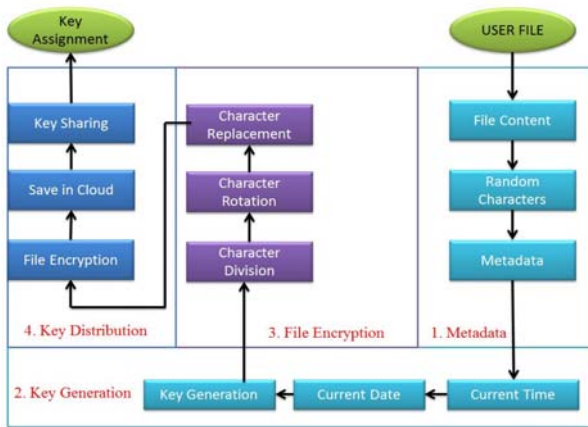 Key
Assignment
USER FILE
Key Sharing
Save in Cloud
File Encryption
4. Key Distribution
Character
Replacement
Character
Rotation
Character
Division
3. File Encryption
File Content
Random
Characters
Metadata
1. Metadata
2. Key Generation
Key Generation
Current Date
Current Time